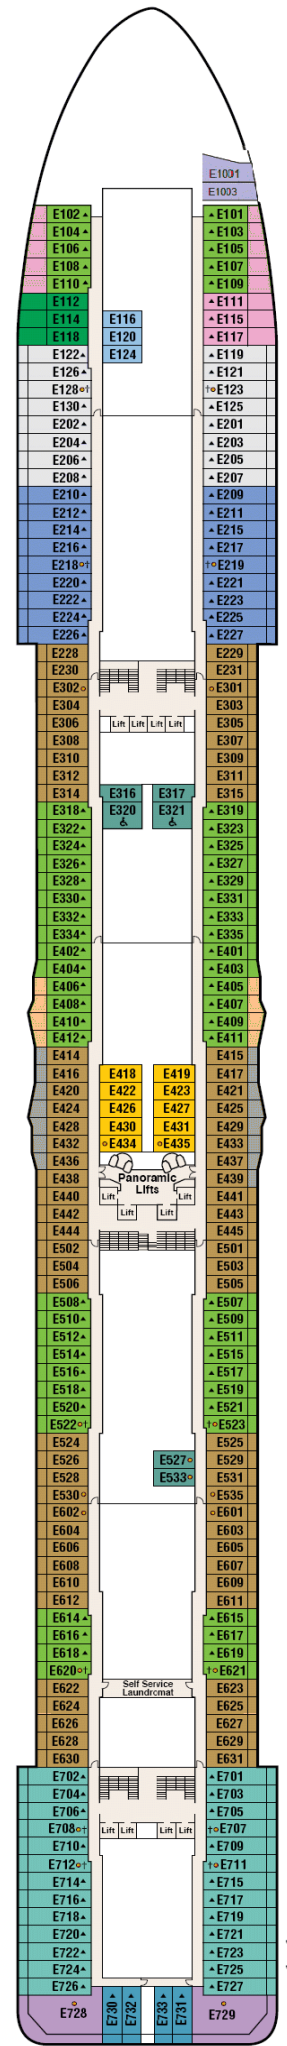 E1001
E1003
E102 E101
E104 E103
E106 E105
E108 E107
E110 E109
E112 E111
E114 E116 E115
E118 E120 E117
E122 E124 E119
E126 E121
E128 † † E123
E130 E125
E202 E201
E204 E203
E206 E205
E208 E207
E210 E209
E212 E211
E214 E215
E216 E217
E218 † † E219
E220 E221
E222 E223
E224 E225
E226 E227
E228 E229
E230 E231
E302 E301
E304 E303
E306 Lift Lift Lift Lift E305
E308 E307
E310 E309
E312 E311
E314 E316 E317 E315
E318 E320 E321 E319
E322 E323
E324 E325
E326 E327
E328 E329
E330 E331
E332 E333
E334 E335
E402 E401
E404 E403
E406 E405
E408 E407
E410 E409
E412 E411
E414 E415
E416 E418 E419 E417
E420 E422 E423 E421
E424 E426 E427 E425
E428 E430 E431 E429
E432 E434 E435 E433
E436 E437
E438 Panoramic E439
Lifts
E440 Lift Lift E441
E442 Lift Lift E443
E444 E445
E502 E501
E504 E503
E506 E505
E508 E507
E510 E509
E512 E511
E514 E515
E516 E517
E518 E519
E520 E521
E522 † † E523
E524 E525
E526 E527 E529
E528 E533 E531
E530 E535
E602 E601
E604 E603
E606 E605
E608 E607
E610 E609
E612 E611
E614 E615
E616 E617
E618 E619
E620 † † E621
E622 Self Service E623
Laundromat
E624 E625
E626 E627
E628 E629
E630 E631
E702 E701
E704 E703
E706 E705
E708 † Lift Lift Lift Lift † E707
E710 E709
E712 † † E711
E714 E715
E716 E717
E718 E719
E720 E721
E722 E723
E724 E725
E726 E727
E728 E730 E732 E733 E731 E729